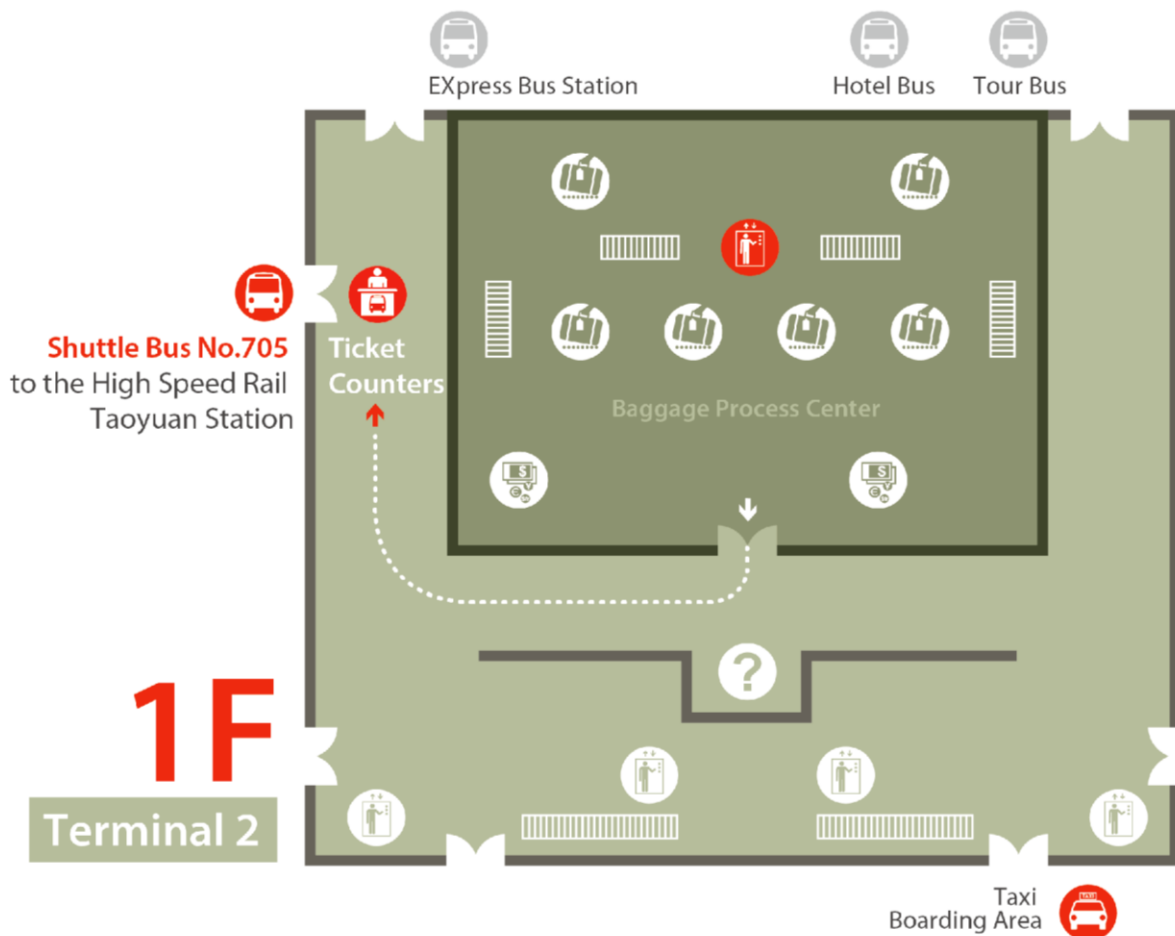 EXpress Bus Station
Hotel Bus
Tour Bus
Shuttle Bus No.705
to the High Speed Rail
Taoyuan Station
Ticket
Counters
Baggage Process Center
1F
Terminal 2
Taxi
Boarding Area